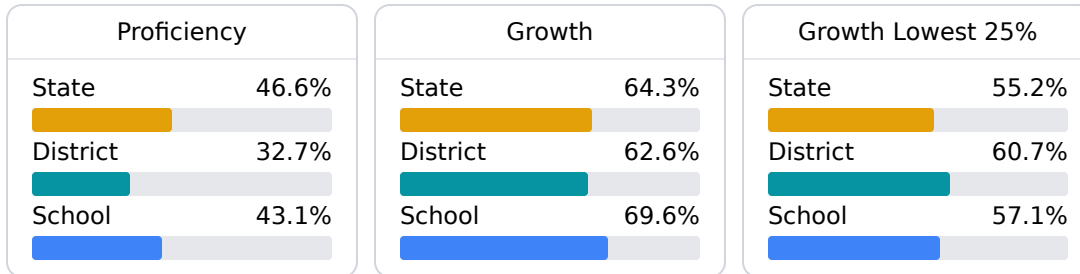 Proficiency
State 46.6%
District 32.7%
School 43.1%
Growth
State 64.3%
District 62.6%
School 69.6%
Growth Lowest 25%
State 55.2%
District 60.7%
School 57.1%